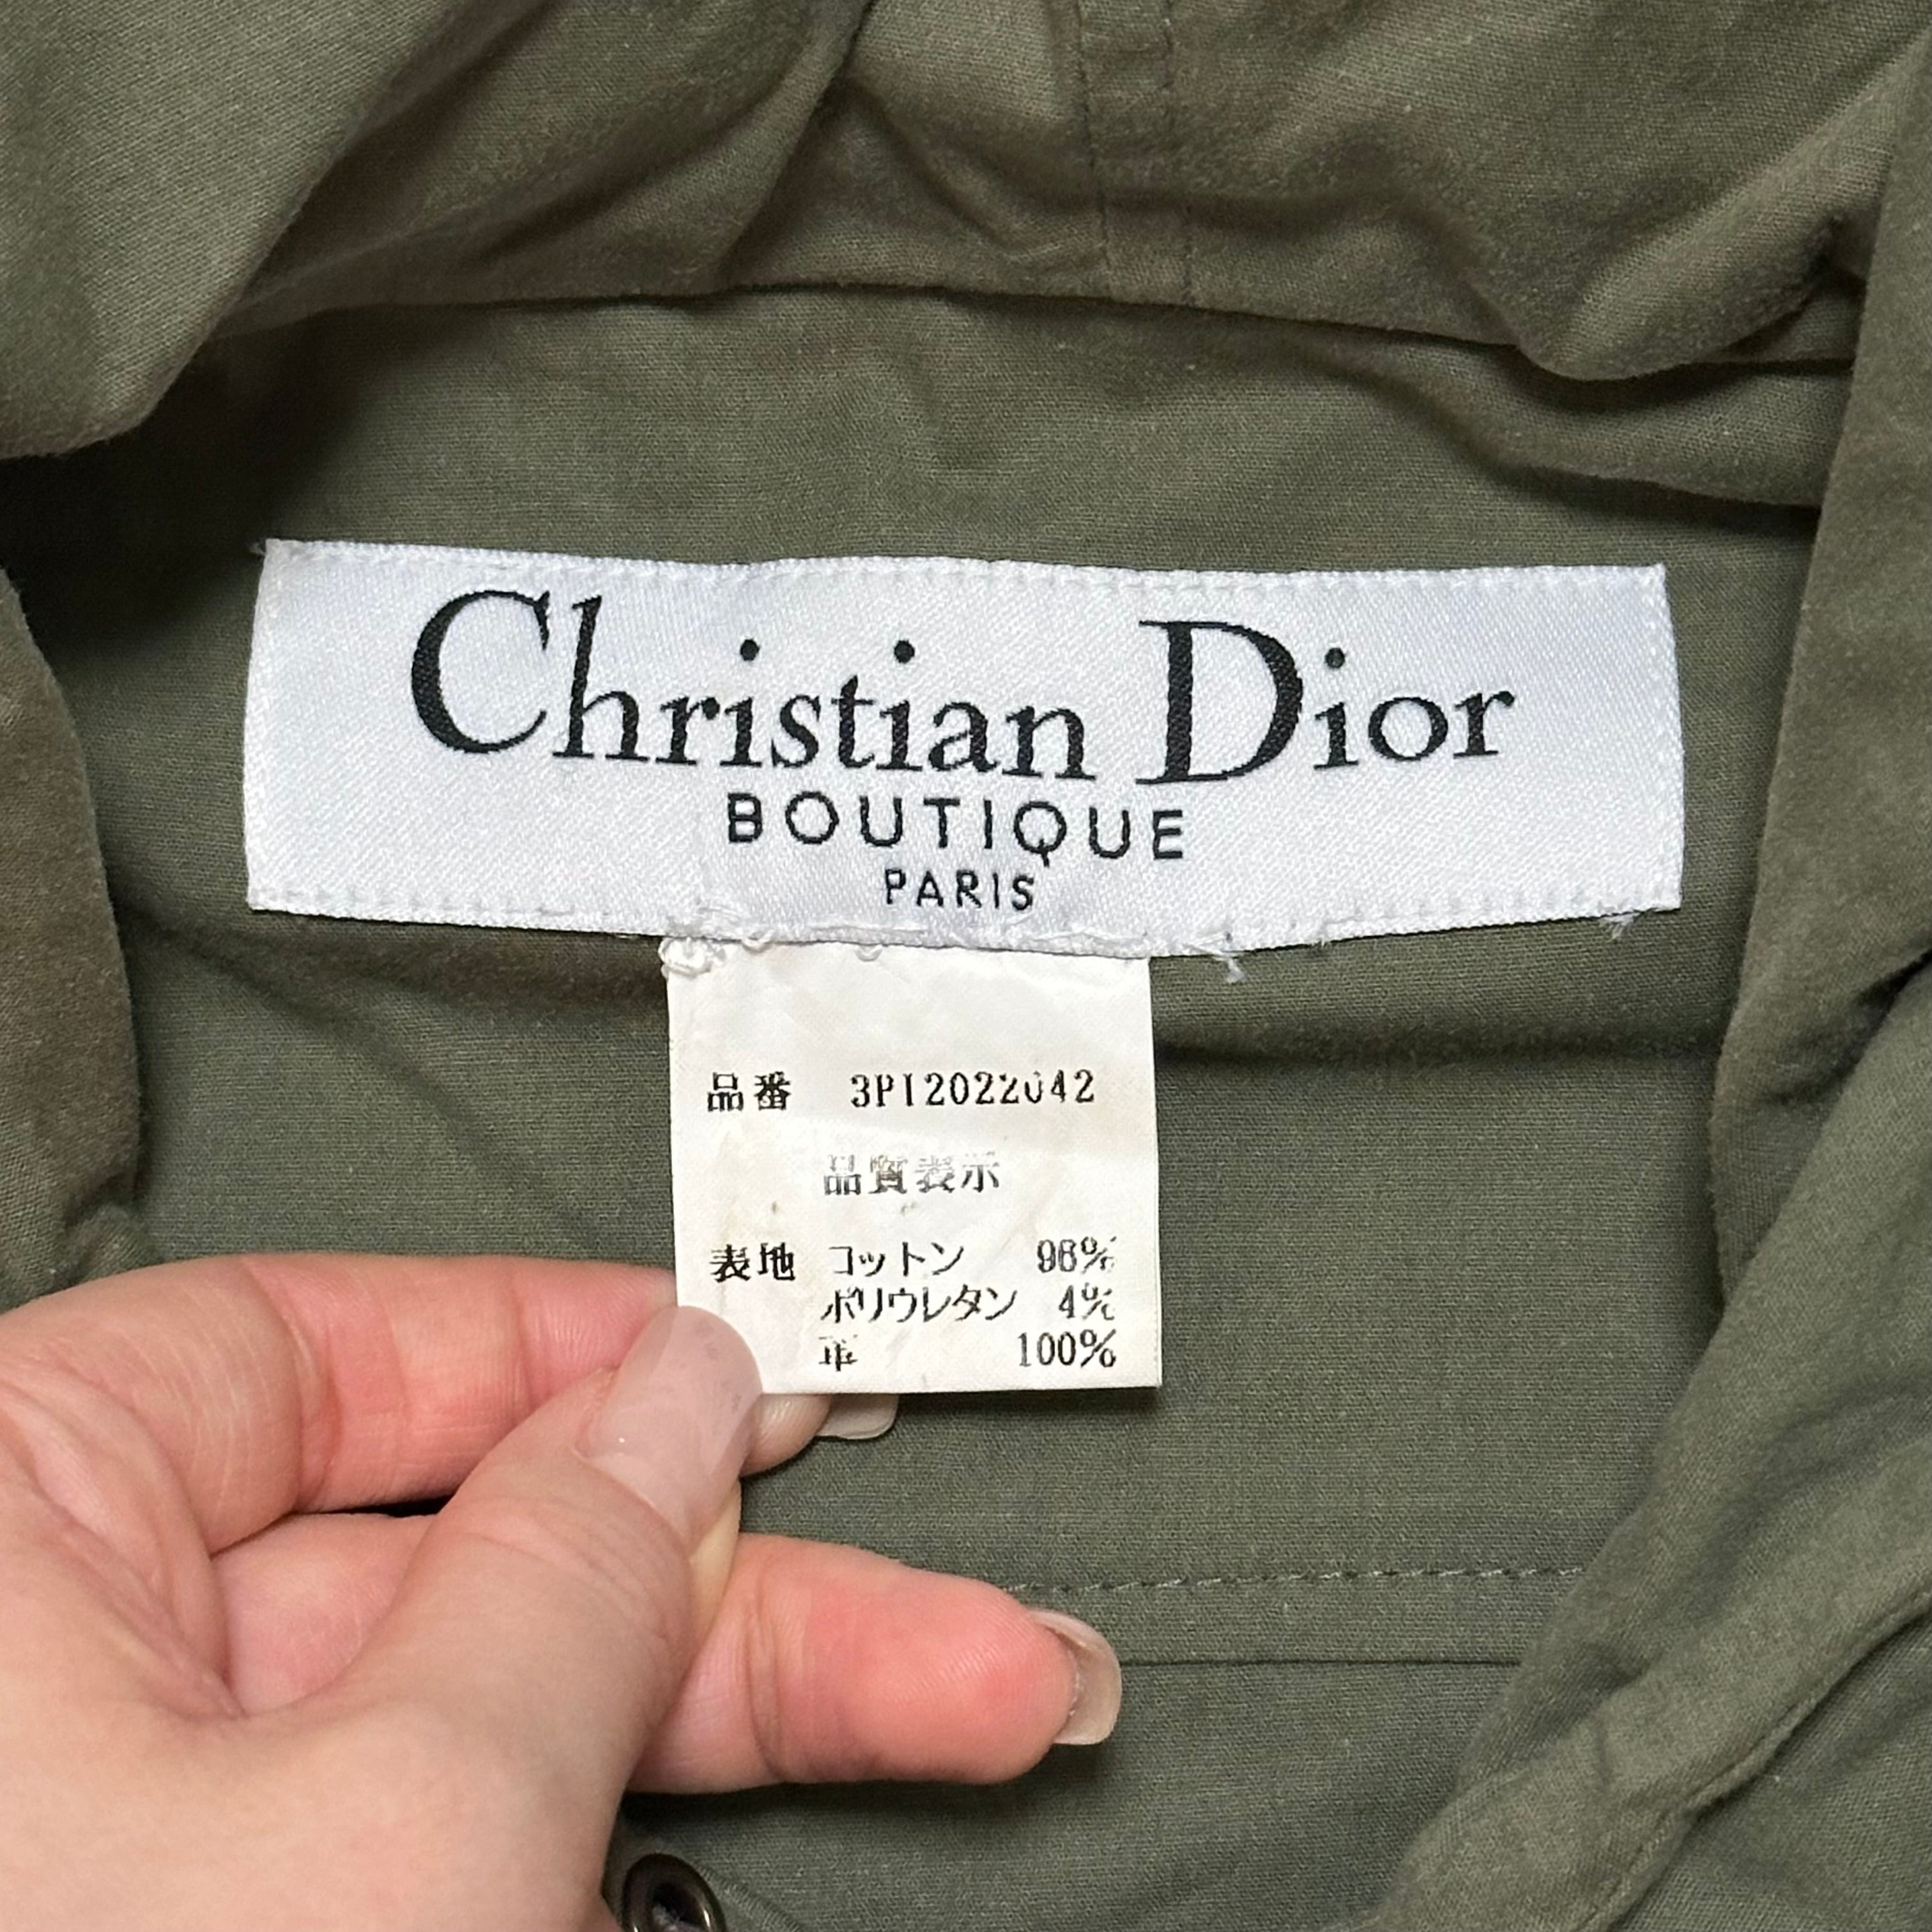 Christian Dior
BOUTIQUE
PARIS
品番 3PI2022042
品質表示
表地 コットン 96%
ポリウレタン 4%
革 100%